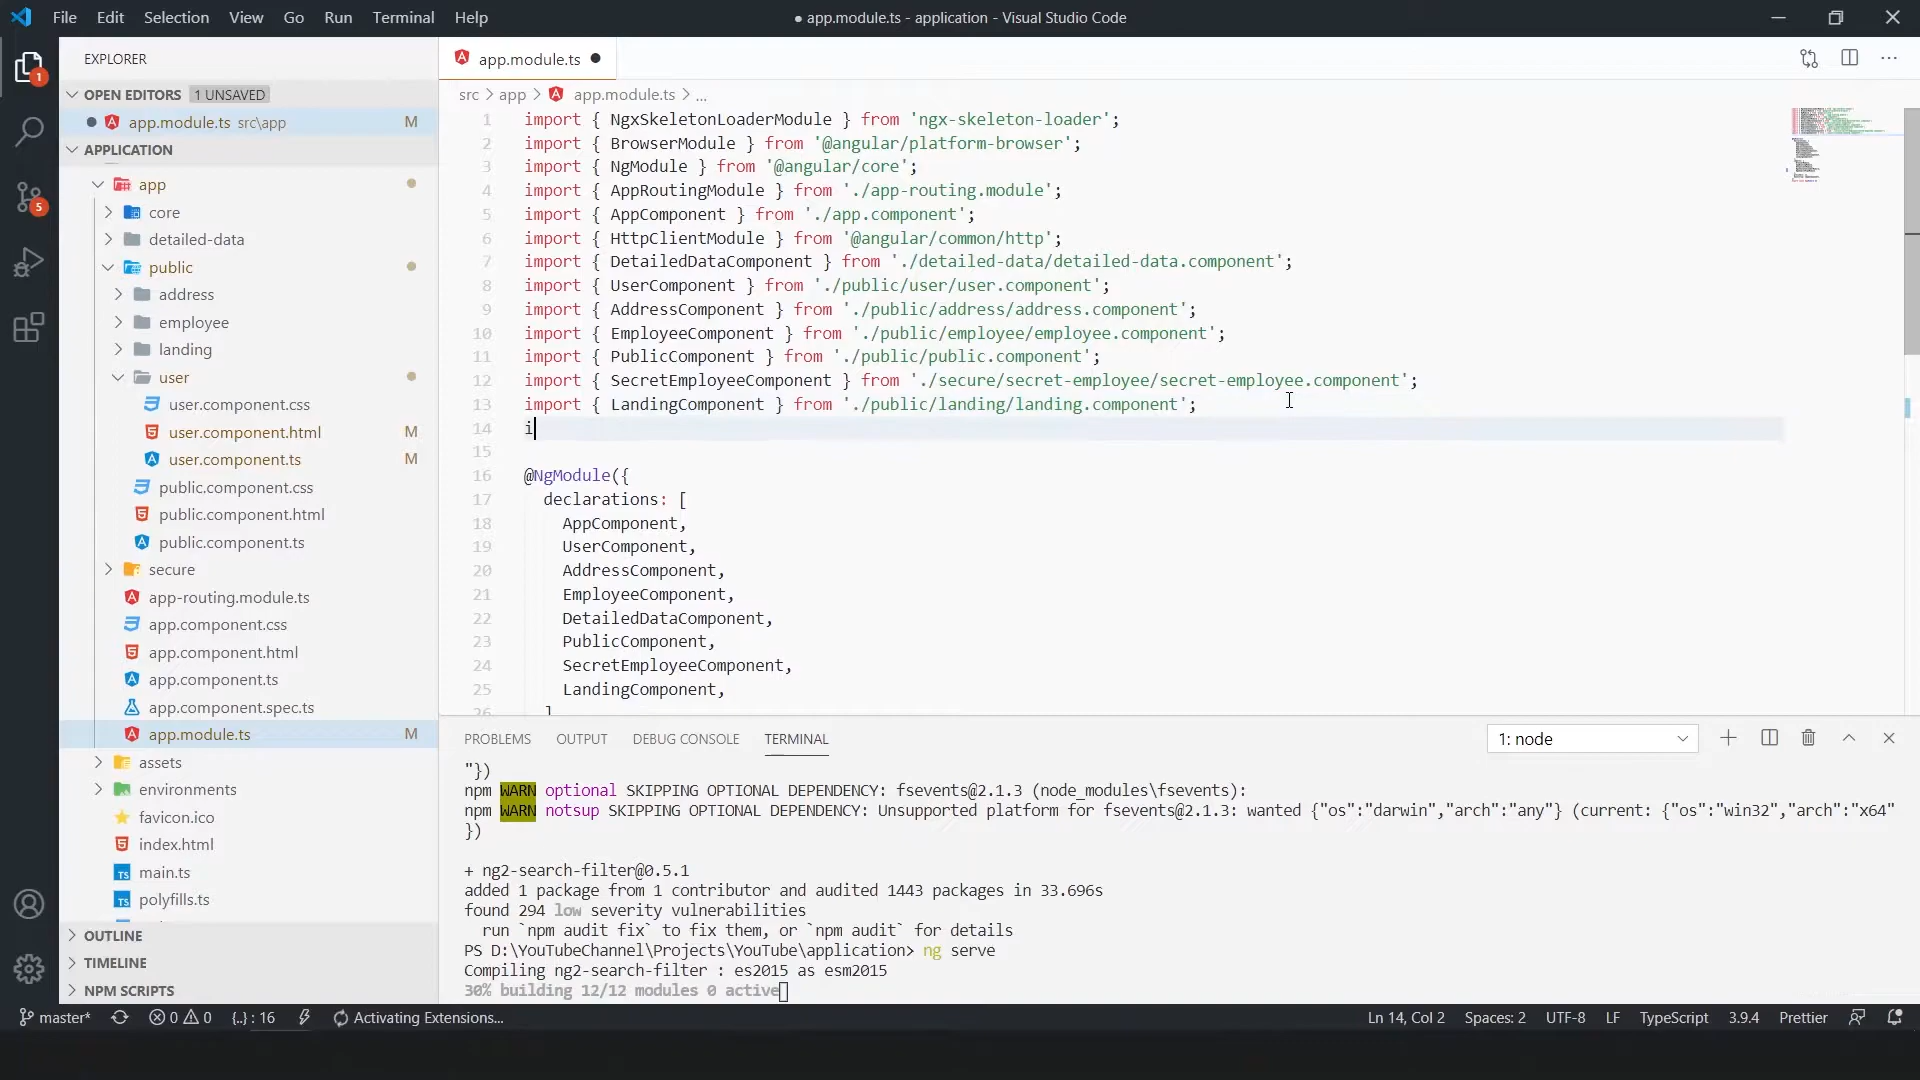 File Edit Selection View Go Run Terminal Help
● app.module.ts - application - Visual Studio Code
EXPLORER
OPEN EDITORS 1 UNSAVED
app.module.ts src\app M
APPLICATION
app
core
detailed-data
public
address
employee
landing
user
user.component.css
user.component.html M
user.component.ts M
public.component.css
public.component.html
public.component.ts
secure
app-routing.module.ts
app.component.css
app.component.html
app.component.ts
app.component.spec.ts
app.module.ts M
assets
environments
favicon.ico
index.html
main.ts
polyfills.ts
OUTLINE
TIMELINE
NPM SCRIPTS
1
5
app.module.ts ●
src > app > app.module.ts > ...
1 import { NgxSkeletonLoaderModule } from 'ngx-skeleton-loader';
2 import { BrowserModule } from '@angular/platform-browser';
3 import { NgModule } from '@angular/core';
4 import { AppRoutingModule } from './app-routing.module';
5 import { AppComponent } from './app.component';
6 import { HttpClientModule } from '@angular/common/http';
7 import { DetailedDataComponent } from './detailed-data/detailed-data.component';
8 import { UserComponent } from './public/user/user.component';
9 import { AddressComponent } from './public/address/address.component';
10 import { EmployeeComponent } from './public/employee/employee.component';
11 import { PublicComponent } from './public/public.component';
12 import { SecretEmployeeComponent } from './secure/secret-employee/secret-employee.component';
13 import { LandingComponent } from './public/landing/landing.component';
14 i
15
16 @NgModule({
17 declarations: [
18 AppComponent,
19 UserComponent,
20 AddressComponent,
21 EmployeeComponent,
22 DetailedDataComponent,
23 PublicComponent,
24 SecretEmployeeComponent,
25 LandingComponent,
26 ]
PROBLEMS OUTPUT DEBUG CONSOLE TERMINAL 1: node
"})
npm WARN optional SKIPPING OPTIONAL DEPENDENCY: fsevents@2.1.3 (node_modules\fsevents):
npm WARN notsup SKIPPING OPTIONAL DEPENDENCY: Unsupported platform for fsevents@2.1.3: wanted {"os":"darwin","arch":"any"} (current: {"os":"win32","arch":"x64"
})
+ ng2-search-filter@0.5.1
added 1 package from 1 contributor and audited 1443 packages in 33.696s
found 294 low severity vulnerabilities
run `npm audit fix` to fix them, or `npm audit` for details
PS D:\YouTubeChannel\Projects\YouTube\application> ng serve
Compiling ng2-search-filter : es2015 as esm2015
30% building 12/12 modules 0 active
master* 0 0 {..} : 16 Activating Extensions... Ln 14, Col 2 Spaces: 2 UTF-8 LF TypeScript 3.9.4 Prettier